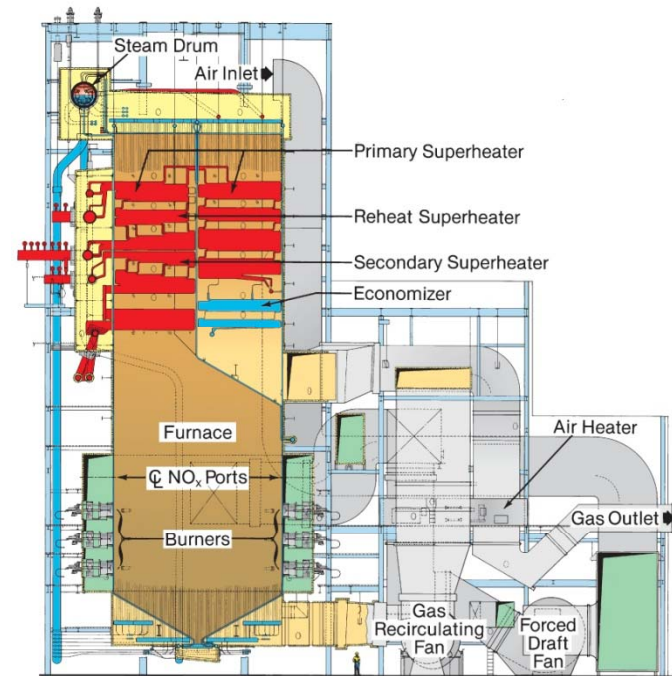 Steam Drum
Air Inlet
Primary Superheater
Reheat Superheater
Secondary Superheater
Economizer
Furnace
Air Heater
℄ NOx Ports
Gas Outlet
Burners
Gas
Recirculating
Fan
Forced
Draft
Fan